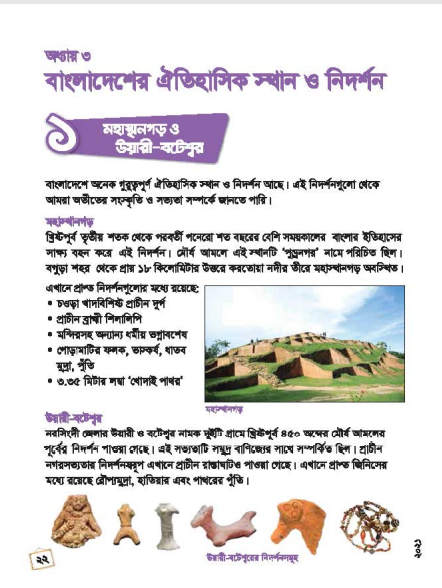 অধ্যায় ৩
বাংলাদেশের ঐতিহাসিক স্থান ও নিদর্শন
১
মহাস্থানগড় ও
উয়ারী-বটেশ্বর
বাংলাদেশে অনেক গুরুত্বপূর্ণ ঐতিহাসিক স্থান ও নিদর্শন আছে। এই নিদর্শনগুলো থেকে
আমরা অতীতের সংস্কৃতি ও সভ্যতা সম্পর্কে জানতে পারি।
মহাস্থানগড়
খ্রিষ্টপূর্ব তৃতীয় শতক থেকে পরবর্তী পনেরো শত বছরের বেশি সময়কালের বাংলার ইতিহাসের
সাক্ষ্য বহন করে এই নিদর্শন। মৌর্য আমলে এই স্থানটি ‘পুণ্ড্রনগর’ নামে পরিচিত ছিল।
বগুড়া শহর থেকে প্রায় ১৮ কিলোমিটার উত্তরে করতোয়া নদীর তীরে মহাস্থানগড় অবস্থিত।
এখানে প্রাপ্ত নিদর্শনগুলোর মধ্যে রয়েছে:
• চওড়া খাদবিশিষ্ট প্রাচীন দুর্গ
• প্রাচীন ব্রাহ্মী শিলালিপি
• মন্দিরসহ অন্যান্য ধর্মীয় ভগ্নাবশেষ
• পোড়ামাটির ফলক, ভাস্কর্য, ধাতব
মুদ্রা, পুঁতি
• ৩.৩৫ মিটার লম্বা ‘খোদাই পাথর’
মহাস্থানগড়
উয়ারী-বটেশ্বর
নরসিংদী জেলার উয়ারী ও বটেশ্বর নামক দুইটি গ্রামে খ্রিষ্টপূর্ব ৪৫০ অব্দের মৌর্য আমলের
পূর্বের নিদর্শন পাওয়া গেছে। এই সভ্যতাটি সমুদ্র বাণিজ্যের সাথে সম্পর্কিত ছিল। প্রাচীন
নগরসভ্যতার নিদর্শনস্বরূপ এখানে প্রাচীন রাস্তাঘাটও পাওয়া গেছে। এখানে প্রাপ্ত জিনিসের
মধ্যে রয়েছে রৌপ্যমুদ্রা, হাতিয়ার এবং পাথরের পুঁতি।
উয়ারী-বটেশ্বরের নিদর্শনসমূহ
২২
২০২১